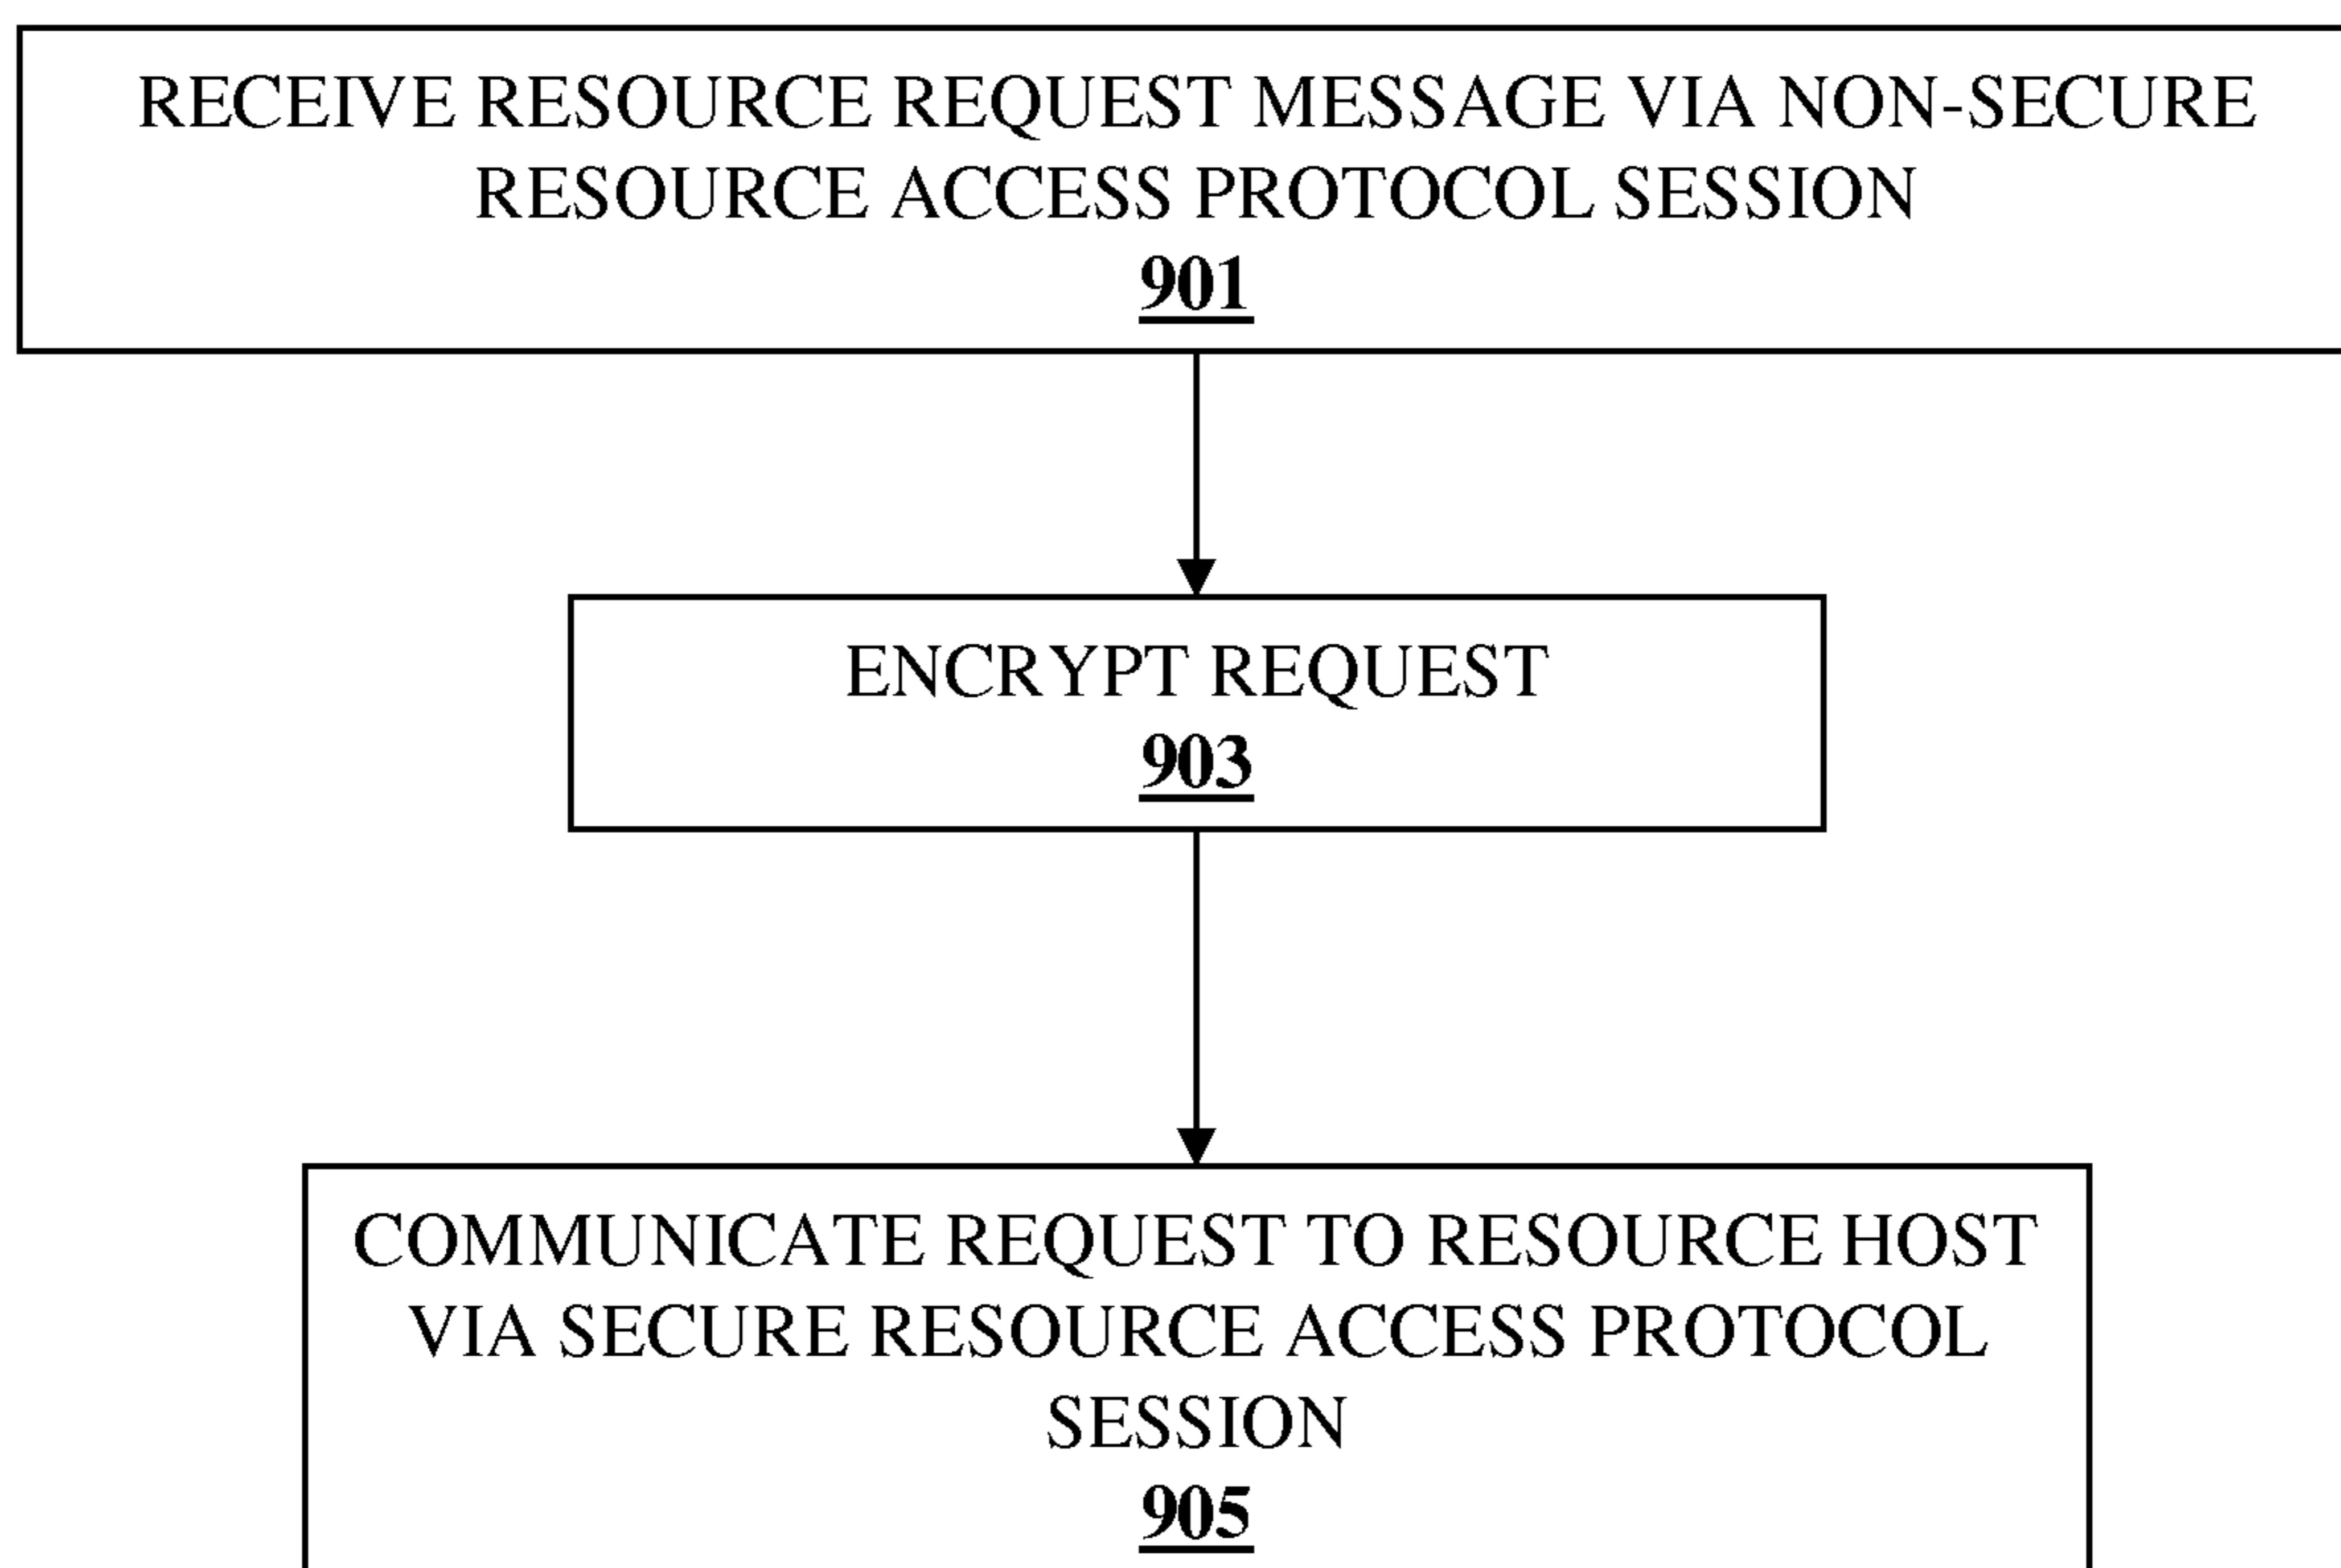 RECEIVE RESOURCE REQUEST MESSAGE VIA NON-SECURE
RESOURCE ACCESS PROTOCOL SESSION
901
ENCRYPT REQUEST
903
COMMUNICATE REQUEST TO RESOURCE HOST
VIA SECURE RESOURCE ACCESS PROTOCOL
SESSION
905